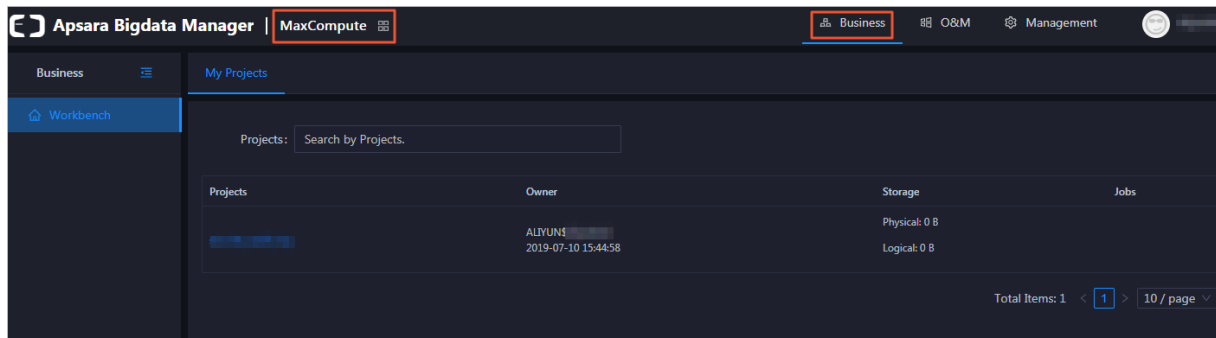 Apsara Bigdata Manager | MaxCompute
Business O&M Management
Business
My Projects
Workbench
Projects: Search by Projects.
Projects Owner Storage Jobs
ALIYUN$
2019-07-10 15:44:58
Physical: 0 B
Logical: 0 B
Total Items: 1 < 1 > 10 / page